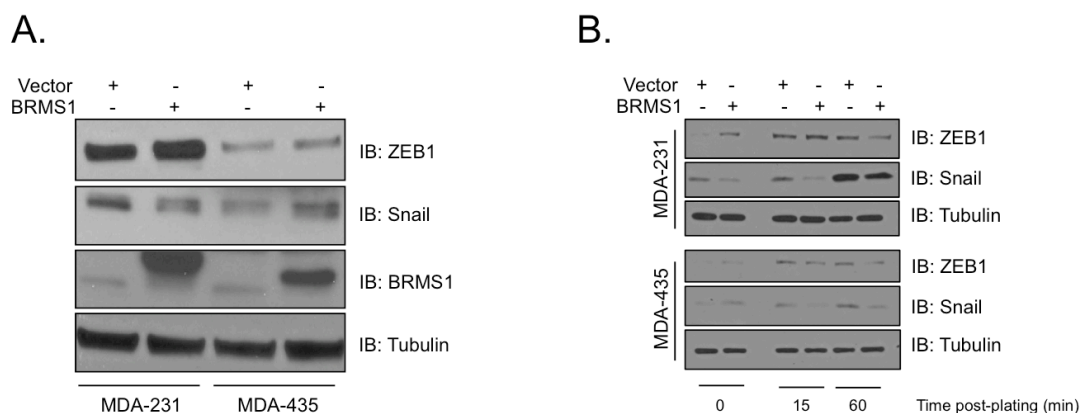 A.
Vector + - + -
BRMS1 - + - +
IB: ZEB1
IB: Snail
IB: BRMS1
IB: Tubulin
MDA-231 MDA-435
B.
Vector + - + - + -
BRMS1 - + - + - +
MDA-231
IB: ZEB1
IB: Snail
IB: Tubulin
MDA-435
IB: ZEB1
IB: Snail
IB: Tubulin
0 15 60 Time post-plating (min)